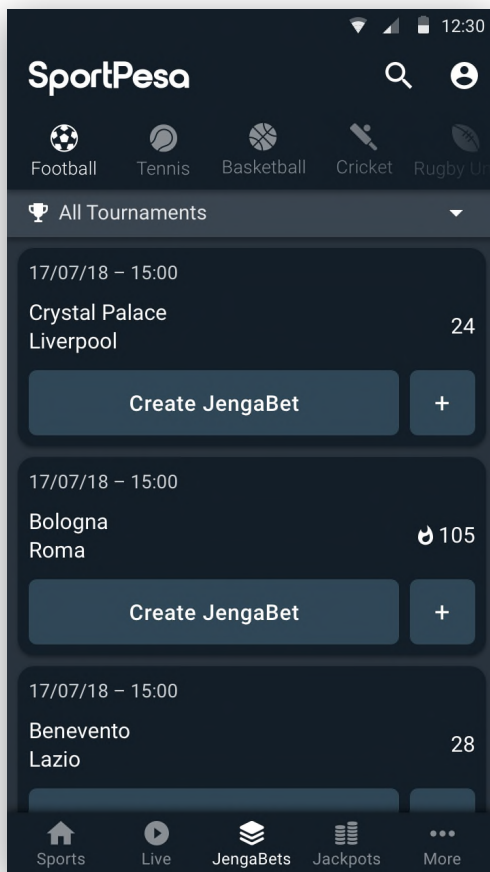 12:30
SportPesa
Football Tennis Basketball Cricket Rugby Un
All Tournaments
17/07/18 – 15:00
Crystal Palace
Liverpool
24
Create JengaBet +
17/07/18 – 15:00
Bologna
Roma
105
Create JengaBet +
17/07/18 – 15:00
Benevento
Lazio
28
Sports Live JengaBets Jackpots More